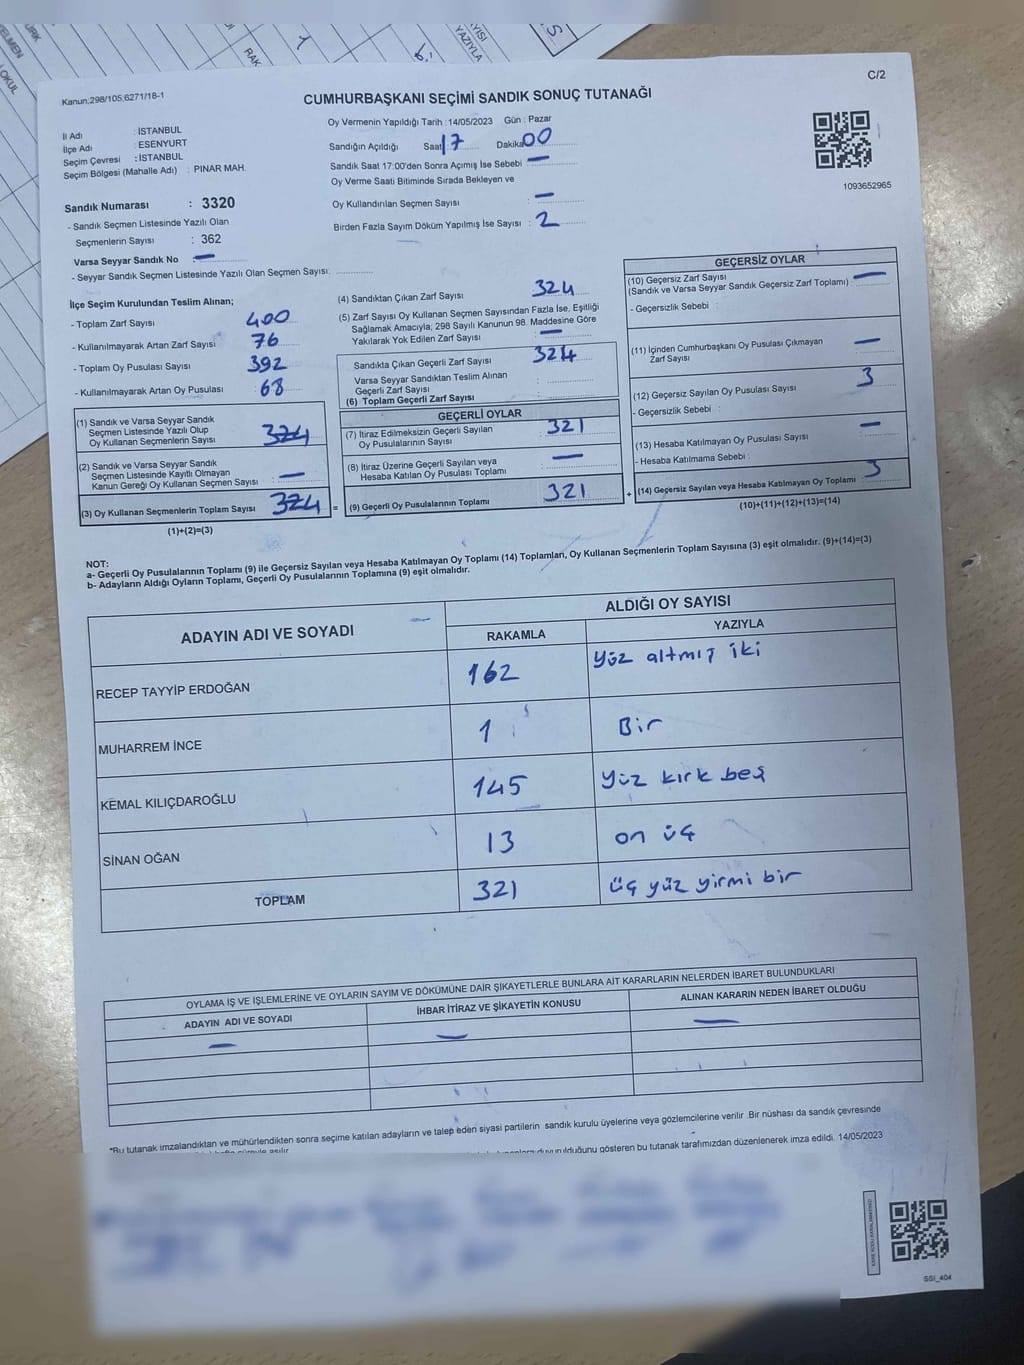 C/2
Kanun:298/105;6271/18-1
CUMHURBAŞKANI SEÇİMİ SANDIK SONUÇ TUTANAĞI
İl Adı : İSTANBUL
İlçe Adı : ESENYURT
Seçim Çevresi : İSTANBUL
Seçim Bölgesi (Mahalle Adı) : PINAR MAH.
Sandık Numarası : 3320
- Sandık Seçmen Listesinde Yazılı Olan
Seçmenlerin Sayısı : 362
Varsa Seyyar Sandık No : —
- Seyyar Sandık Seçmen Listesinde Yazılı Olan Seçmen Sayısı:
Oy Vermenin Yapıldığı Tarih : 14/05/2023 Gün : Pazar
Sandığın Açıldığı Saat 17 Dakika 00
Sandık Saat 17:00'den Sonra Açımış İse Sebebi : —
Oy Verme Saati Bitiminde Sırada Bekleyen ve
Oy Kullandırılan Seçmen Sayısı : —
Birden Fazla Sayım Döküm Yapılmış İse Sayısı : 2
1093652965
İlçe Seçim Kurulundan Teslim Alınan;
- Toplam Zarf Sayısı 400
- Kullanılmayarak Artan Zarf Sayısı 76
- Toplam Oy Pusulası Sayısı 392
- Kullanılmayarak Artan Oy Pusulası : 68
(1) Sandık ve Varsa Seyyar Sandık
Seçmen Listesinde Yazılı Olup
Oy Kullanan Seçmenlerin Sayısı 324
(2) Sandık ve Varsa Seyyar Sandık
Seçmen Listesinde Kayıtlı Olmayan
Kanun Gereği Oy Kullanan Seçmen Sayısı : —
(3) Oy Kullanan Seçmenlerin Toplam Sayısı 324
(1)+(2)=(3)
(4) Sandıktan Çıkan Zarf Sayısı 324
(5) Zarf Sayısı Oy Kullanan Seçmen Sayısından Fazla İse, Eşitliği
Sağlamak Amacıyla; 298 Sayılı Kanunun 98. Maddesine Göre
Yakılarak Yok Edilen Zarf Sayısı : —
Sandıkta Çıkan Geçerli Zarf Sayısı 324
Varsa Seyyar Sandıktan Teslim Alınan
Geçerli Zarf Sayısı :
(6) Toplam Geçerli Zarf Sayısı :
GEÇERLİ OYLAR
(7) İtiraz Edilmeksizin Geçerli Sayılan
Oy Pusulalarının Sayısı : 321
(8) İtiraz Üzerine Geçerli Sayılan veya
Hesaba Katılan Oy Pusulası Toplamı : —
= (9) Geçerli Oy Pusulalarının Toplamı : 321
GEÇERSİZ OYLAR
(10) Geçersiz Zarf Sayısı
(Sandık ve Varsa Seyyar Sandık Geçersiz Zarf Toplamı) : —
- Geçersizlik Sebebi :
(11) İçinden Cumhurbaşkanı Oy Pusulası Çıkmayan
Zarf Sayısı : —
(12) Geçersiz Sayılan Oy Pusulası Sayısı : 3
- Geçersizlik Sebebi :
(13) Hesaba Katılmayan Oy Pusulası Sayısı : —
- Hesaba Katılmama Sebebi :
+ (14) Geçersiz Sayılan veya Hesaba Katılmayan Oy Toplamı : 3
(10)+(11)+(12)+(13)=(14)
NOT:
a- Geçerli Oy Pusulalarının Toplamı (9) ile Geçersiz Sayılan veya Hesaba Katılmayan Oy Toplamı (14) Toplamları, Oy Kullanan Seçmenlerin Toplam Sayısına (3) eşit olmalıdır. (9)+(14)=(3)
b- Adayların Aldığı Oyların Toplamı, Geçerli Oy Pusulalarının Toplamına (9) eşit olmalıdır.
ADAYIN ADI VE SOYADI ALDIĞI OY SAYISI
RAKAMLA YAZIYLA
RECEP TAYYİP ERDOĞAN 162 yüz altmış iki
MUHARREM İNCE 1 Bir
KEMAL KILIÇDAROĞLU 145 yüz kırk beş
SİNAN OĞAN 13 on üç
TOPLAM 321 üç yüz yirmi bir
OYLAMA İŞ VE İŞLEMLERİNE VE OYLARIN SAYIM VE DÖKÜMÜNE DAİR ŞİKAYETLERLE BUNLARA AİT KARARLARIN NELERDEN İBARET BULUNDUKLARI
ADAYIN ADI VE SOYADI İHBAR İTİRAZ VE ŞİKAYETİN KONUSU ALINAN KARARIN NEDEN İBARET OLDUĞU
— — —
*Bu tutanak imzalandıktan ve mühürlendikten sonra seçime katılan adayların ve talep eden siyasi partilerin sandık kurulu üyelerine veya gözlemcilerine verilir .Bir nüshası da sandık çevresinde
duyurulduğunu gösteren bu tutanak tarafımızdan düzenlenerek imza edildi. 14/05/2023
SSI_404